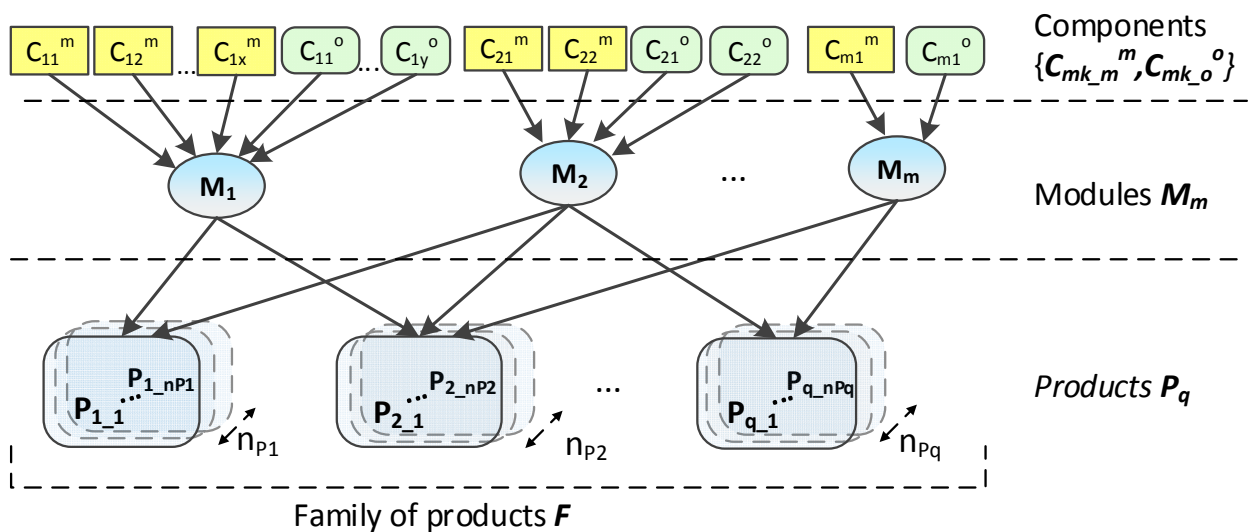 C₁₁ᵐ C₁₂ᵐ ... C₁ₓᵐ C₁₁ᵒ ... C₁yᵒ C₂₁ᵐ C₂₂ᵐ C₂₁ᵒ C₂₂ᵒ Cm₁ᵐ Cm₁ᵒ
Components
{Cmk_mᵐ,Cmk_oᵒ}
M₁ M₂ ... Mm
Modules Mm
P1_1 ... P1_nP1
P2_1 ... P2_nP2
...
Pq_1 ... Pq_nPq
Products Pq
nP1 nP2 nPq
Family of products F